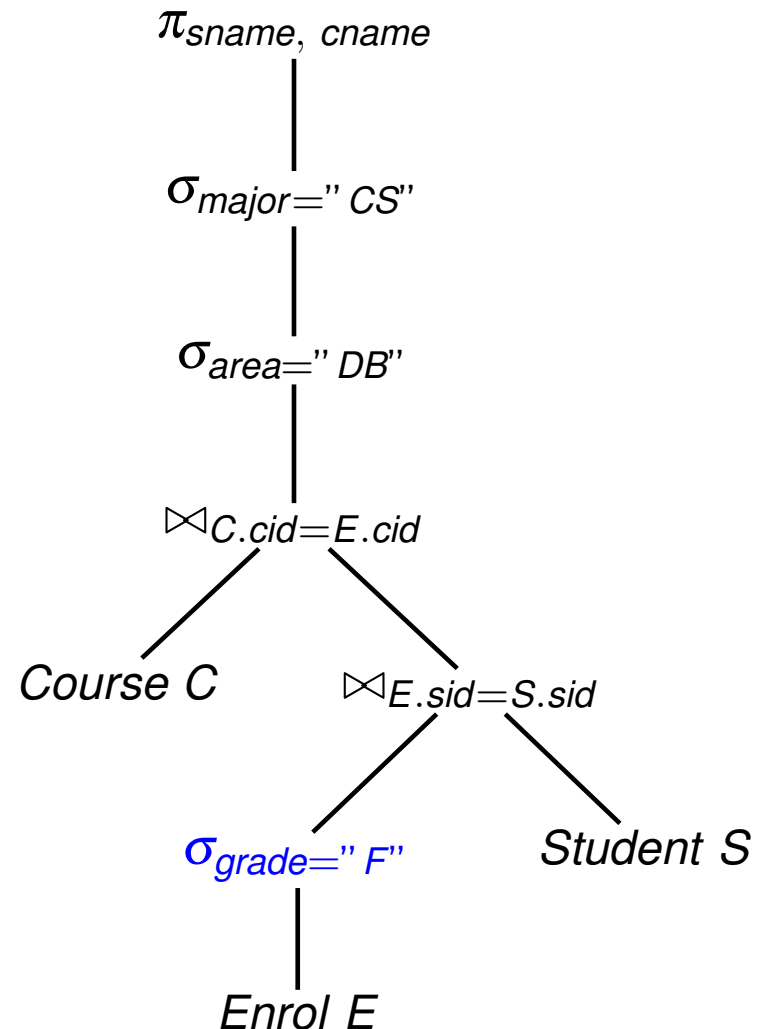 π sname, cname
σ major=" CS"
σ area=" DB"
⋈ C.cid=E.cid
Course C
⋈ E.sid=S.sid
σ grade=" F"
Student S
Enrol E